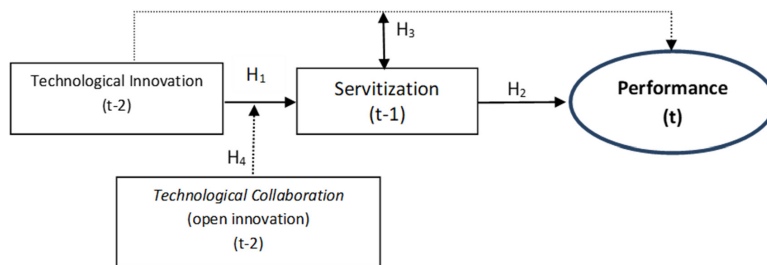 H₃
Technological Innovation
(t-2)
H₁
Servitization
(t-1)
H₂
Performance
(t)
H₄
Technological Collaboration
(open innovation)
(t-2)